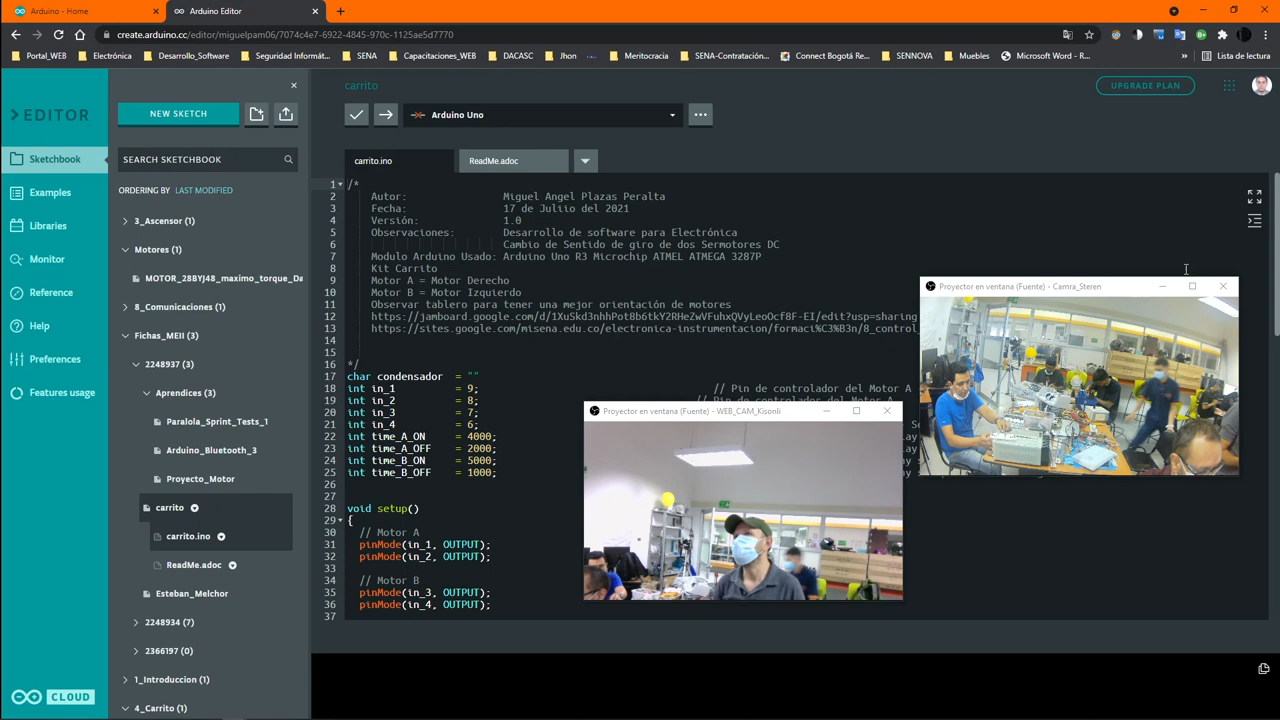 Arduino - Home
Arduino Editor
create.arduino.cc/editor/miguelpam06/7074c4e7-6922-4845-970c-1125ae5d7770
Portal_WEB
Electrónica
Desarrollo_Software
Seguridad Informát...
SENA
Capacitaciones_WEB
DACASC
Jhon
Meritocracia
SENA-Contratación...
Connect Bogotá Re...
SENNOVA
Muebles
Microsoft Word - R...
»
Lista de lectura
EDITOR
Sketchbook
Examples
Libraries
Monitor
Reference
Help
Preferences
Features usage
CLOUD
NEW SKETCH
SEARCH SKETCHBOOK
ORDERING BY LAST MODIFIED
3_Ascensor (1)
Motores (1)
MOTOR_28BYJ48_maximo_torque_Da
8_Comunicaciones (1)
Fichas_MEII (3)
2248937 (3)
Aprendices (3)
Paralola_Sprint_Tests_1
Arduino_Bluetooth_3
Proyecto_Motor
carrito
carrito.ino
ReadMe.adoc
Esteban_Melchor
2248934 (7)
2366197 (0)
1_Introduccion (1)
4_Carrito (1)
carrito
UPGRADE PLAN
Arduino Uno
carrito.ino
ReadMe.adoc
1 /*
2 Autor: Miguel Angel Plazas Peralta
3 Fecha: 17 de Juliio del 2021
4 Versión: 1.0
5 Observaciones: Desarrollo de software para Electrónica
6 Cambio de Sentido de giro de dos Sermotores DC
7 Modulo Arduino Usado: Arduino Uno R3 Microchip ATMEL ATMEGA 3287P
8 Kit Carrito
9 Motor A = Motor Derecho
10 Motor B = Motor Izquierdo
11 Observar tablero para tener una mejor orientación de motores
12 https://jamboard.google.com/d/1XuSkd3nhhPot8b6tkY2RHeZwVFuhxQVyLeoOcf8F-EI/edit?usp=sharing
13 https://sites.google.com/misena.edu.co/electronica-instrumentacion/formaci%C3%B3n/8_control_
14
15
16 */
17 char condensador = ""
18 int in_1 = 9; // Pin de controlador del Motor A
19 int in_2 = 8; // Pin de controlador del Motor A
20 int in_3 = 7;
21 int in_4 = 6;
22 int time_A_ON = 4000;
23 int time_A_OFF = 2000;
24 int time_B_ON = 5000;
25 int time_B_OFF = 1000;
26
27
28 void setup()
29 {
30 // Motor A
31 pinMode(in_1, OUTPUT);
32 pinMode(in_2, OUTPUT);
33
34 // Motor B
35 pinMode(in_3, OUTPUT);
36 pinMode(in_4, OUTPUT);
37
Proyector en ventana (Fuente) - Camra_Steren
Proyector en ventana (Fuente) - WEB_CAM_Kisonli